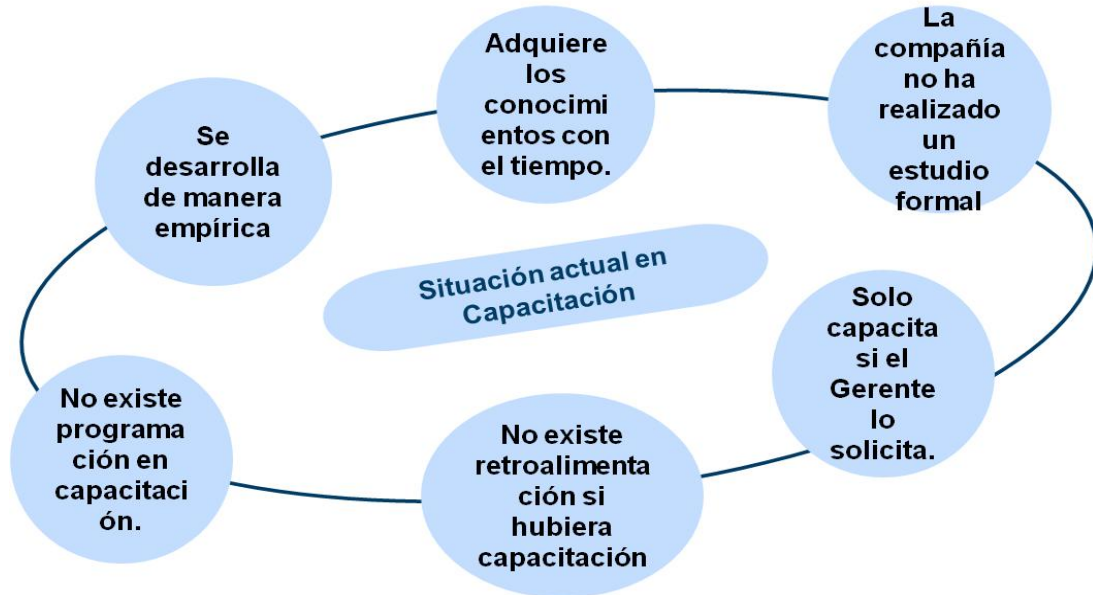 Adquiere
los
conocimi
entos con
el tiempo.
La
compañía
no ha
realizado
un
estudio
formal
Se
desarrolla
de manera
empírica
Situación actual en
Capacitación
Solo
capacita
si el
Gerente
lo
solicita.
No existe
programa
ción en
capacitaci
ón.
No existe
retroalimenta
ción si
hubiera
capacitación